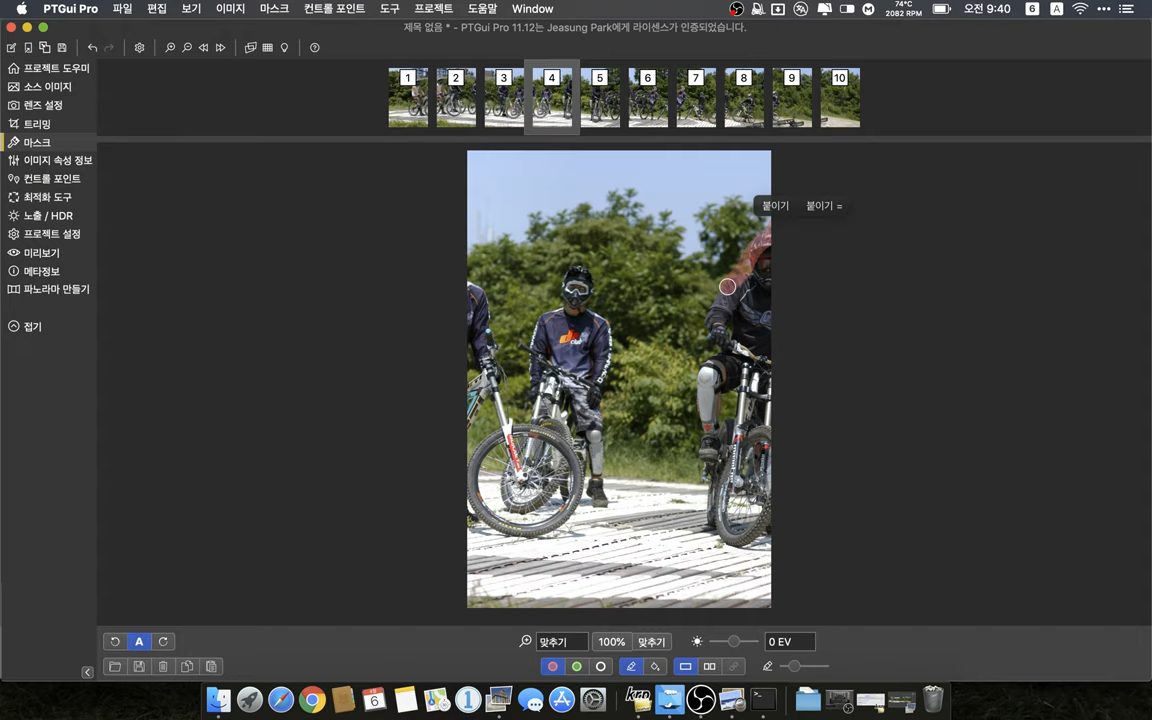 PTGui Pro 파일 편집 보기 이미지 마스크 컨트롤 포인트 도구 프로젝트 도움말 Window 74°C 2082 RPM 오전 9:40 6 A
제목 없음 * - PTGui Pro 11.12는 Jeasung Park에게 라이센스가 인증되었습니다.
프로젝트 도우미
소스 이미지
렌즈 설정
트리밍
마스크
이미지 속성 정보
컨트롤 포인트
최적화 도구
노출 / HDR
프로젝트 설정
미리보기
메타정보
파노라마 만들기
접기
1 2 3 4 5 6 7 8 9 10
붙이기 붙이기 =
A 맞추기 100% 맞추기 0 EV
6